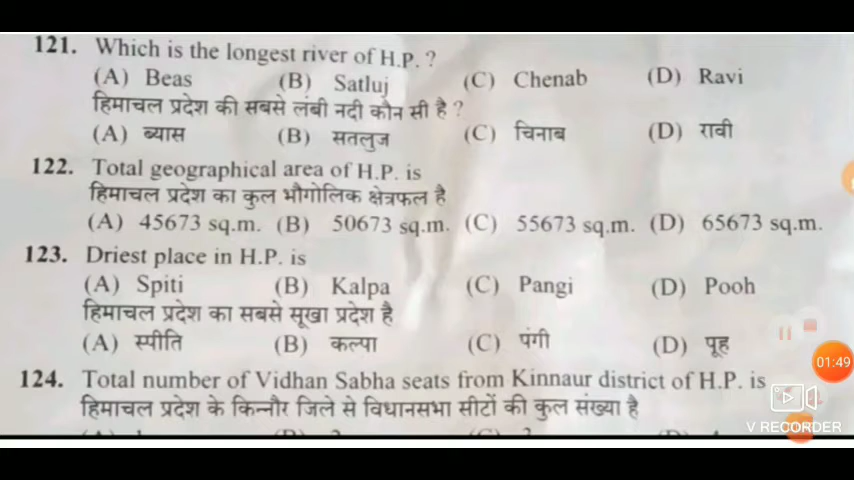 121. Which is the longest river of H.P. ?
(A) Beas (B) Satluj (C) Chenab (D) Ravi
हिमाचल प्रदेश की सबसे लंबी नदी कौन सी है ?
(A) ब्यास (B) सतलुज (C) चिनाब (D) रावी
122. Total geographical area of H.P. is
हिमाचल प्रदेश का कुल भौगोलिक क्षेत्रफल है
(A) 45673 sq.m. (B) 50673 sq.m. (C) 55673 sq.m. (D) 65673 sq.m.
123. Driest place in H.P. is
(A) Spiti (B) Kalpa (C) Pangi (D) Pooh
हिमाचल प्रदेश का सबसे सूखा प्रदेश है
(A) स्पीति (B) कल्पा (C) पंगी (D) पूह
01:49
124. Total number of Vidhan Sabha seats from Kinnaur district of H.P. is
हिमाचल प्रदेश के किन्नौर जिले से विधानसभा सीटों की कुल संख्या है
V RECORDER